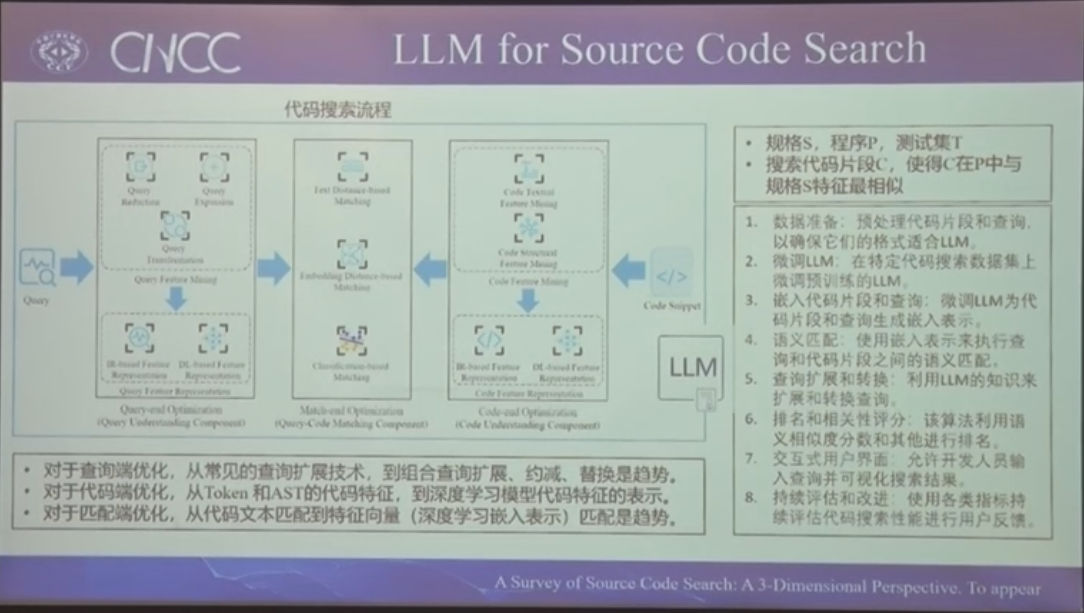 CNCC
LLM for Source Code Search
代码搜索流程
Query
Reduction
Query
Expansion
Query
Transformation
Query Feature Mining
IR-based Feature
Representation
DL-based Feature
Representation
Query Feature Representation
Query-end Optimization
(Query Understanding Component)
Query
Text Distance-based
Matching
Embedding Distance-based
Matching
Classification-based
Matching
Match-end Optimization
(Query-Code Matching Component)
Code Textual
Feature Mining
Code Structural
Feature Mining
Code Feature Mining
IR-based Feature
Representation
DL-based Feature
Representation
Code Feature Representation
Code-end Optimization
(Code Understanding Component)
</>
Code Snippet
LLM
• 对于查询端优化，从常见的查询扩展技术，到组合查询扩展、约减、替换是趋势。
• 对于代码端优化，从Token 和AST的代码特征，到深度学习模型代码特征的表示。
• 对于匹配端优化，从代码文本匹配到特征向量（深度学习嵌入表示）匹配是趋势。
• 规格S，程序P，测试集T
• 搜索代码片段C，使得C在P中与
规格S特征最相似
1. 数据准备：预处理代码片段和查询，
以确保它们的格式适合LLM。
2. 微调LLM：在特定代码搜索数据集上
微调预训练的LLM。
3. 嵌入代码片段和查询：微调LLM为代
码片段和查询生成嵌入表示。
4. 语义匹配：使用嵌入表示来执行查
询和代码片段之间的语义匹配。
5. 查询扩展和转换：利用LLM的知识来
扩展和转换查询。
6. 排名和相关性评分：该算法利用语
义相似度分数和其他进行排名。
7. 交互式用户界面：允许开发人员输
入查询并可视化搜索结果。
8. 持续评估和改进：使用各类指标持
续评估代码搜索性能进行用户反馈。
A Survey of Source Code Search: A 3-Dimensional Perspective. To appear